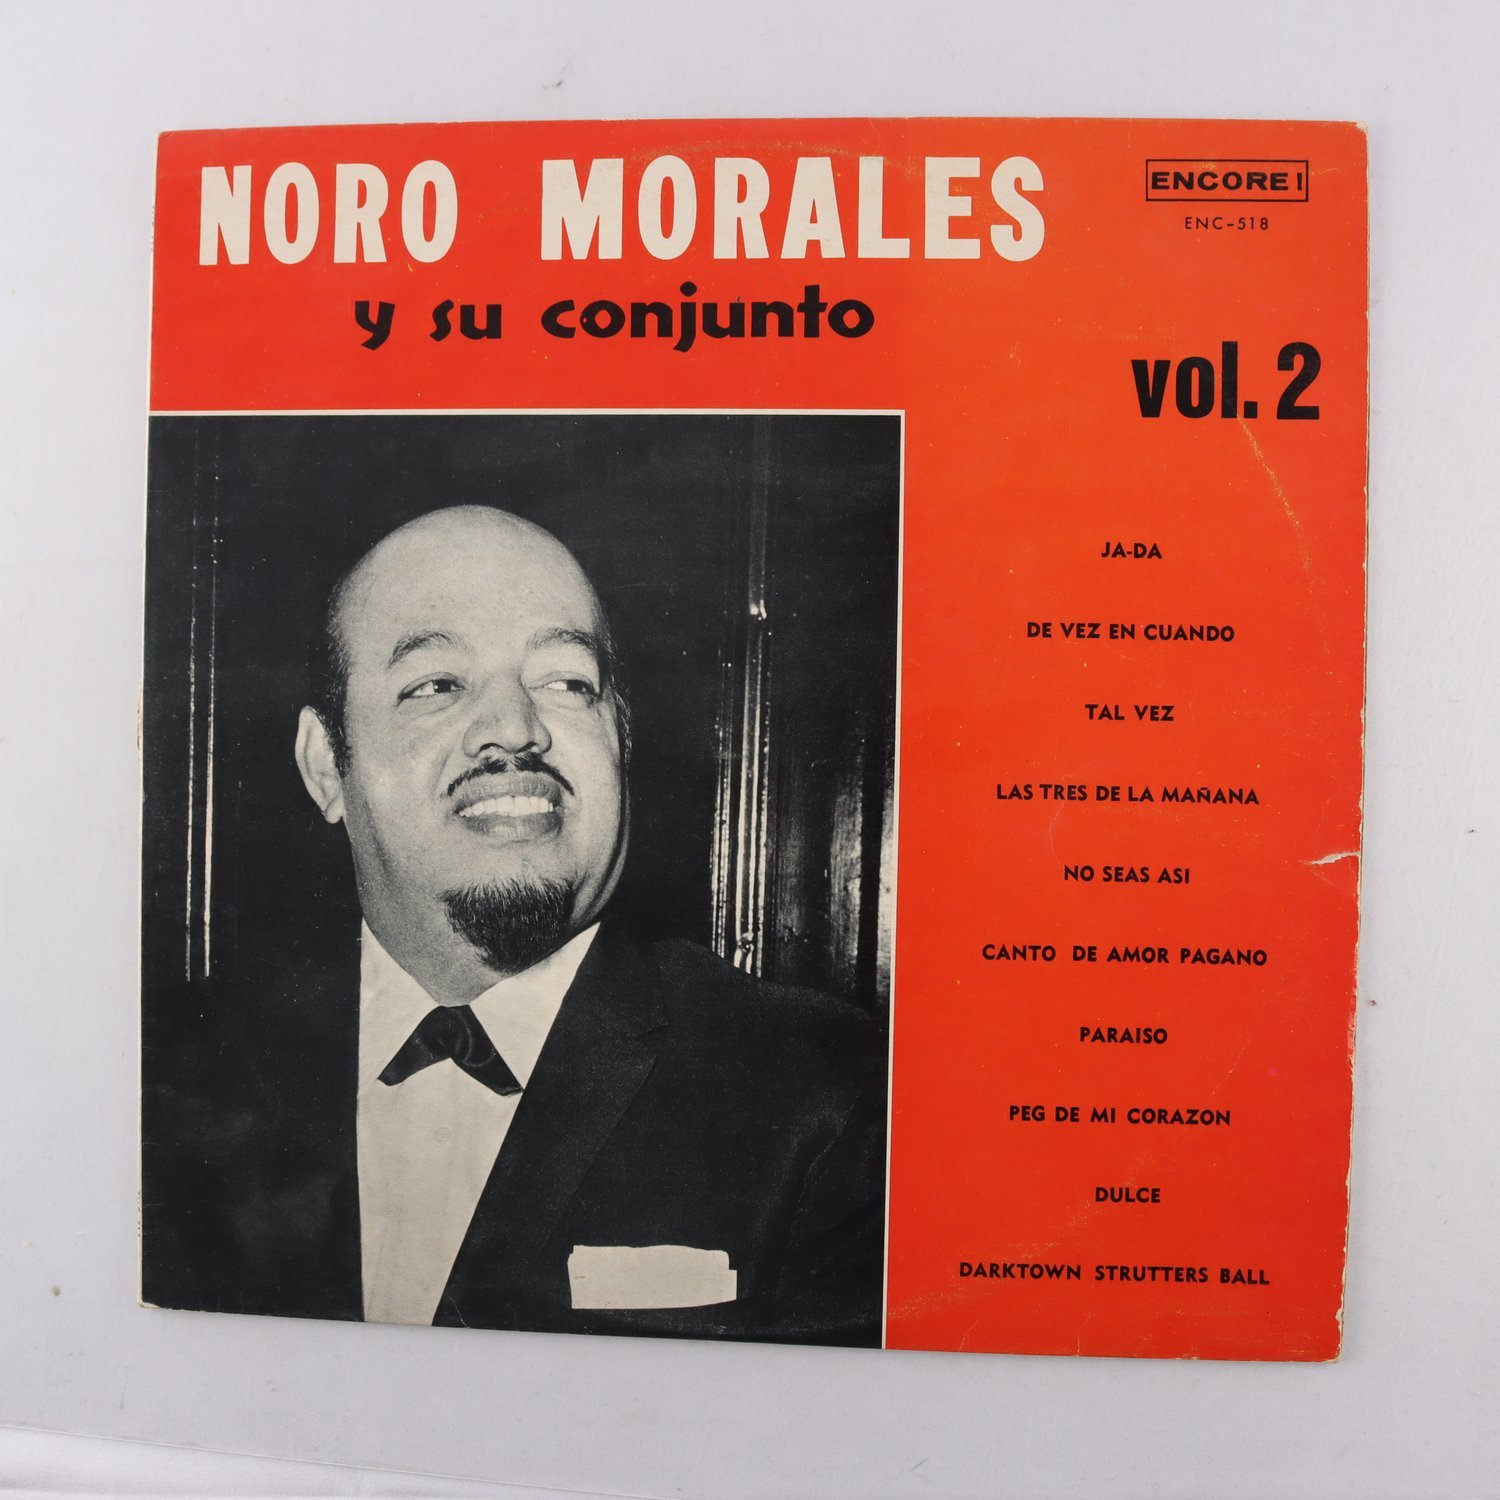 NORO MORALES
y su conjunto
ENCORE!
ENC-518
vol. 2
JA-DA
DE VEZ EN CUANDO
TAL VEZ
LAS TRES DE LA MAÑANA
NO SEAS ASI
CANTO DE AMOR PAGANO
PARAISO
PEG DE MI CORAZON
DULCE
DARKTOWN STRUTTERS BALL